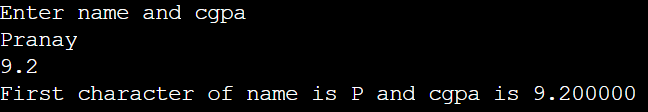 Enter name and cgpa
Pranay
9.2
First character of name is P and cgpa is 9.200000